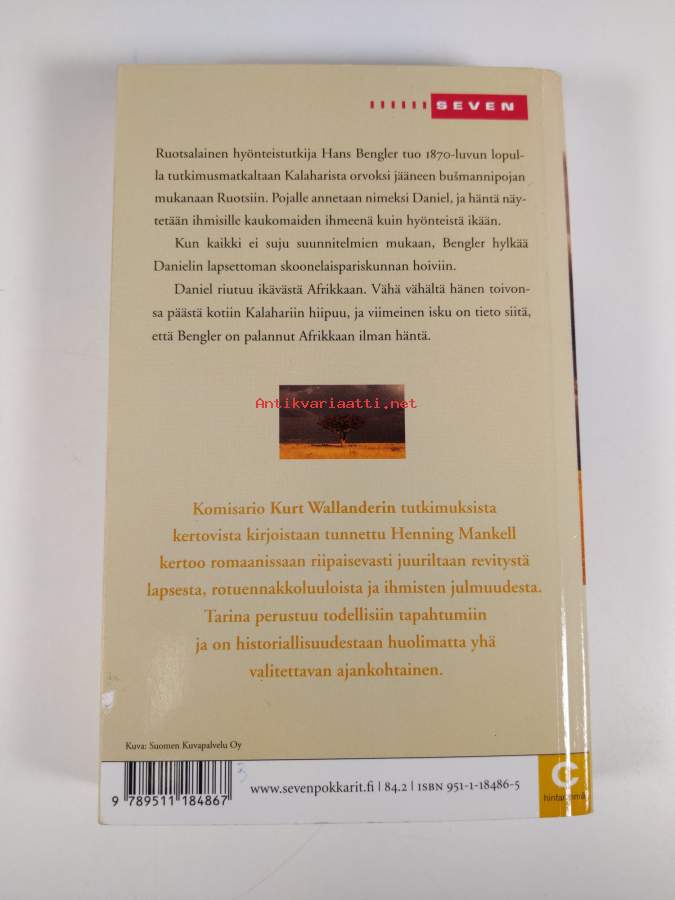 SEVEN
Ruotsalainen hyönteistutkija Hans Bengler tuo 1870-luvun lopul-
la tutkimusmatkaltaan Kalaharista orvoksi jääneen bušmannipojan
mukanaan Ruotsiin. Pojalle annetaan nimeksi Daniel, ja häntä näy-
tetään ihmisille kaukomaiden ihmeenä kuin hyönteistä ikään.
Kun kaikki ei suju suunnitelmien mukaan, Bengler hylkää
Danielin lapsettoman skoonelaispariskunnan hoiviin.
Daniel riutuu ikävästä Afrikkaan. Vähä vähältä hänen toivon-
sa päästä kotiin Kalahariin hiipuu, ja viimeinen isku on tieto siitä,
että Bengler on palannut Afrikkaan ilman häntä.
Antikvariaatti.net
Komisario Kurt Wallanderin tutkimuksista
kertovista kirjoistaan tunnettu Henning Mankell
kertoo romaanissaan riipaisevasti juuriltaan revitystä
lapsesta, rotuennakkoluuloista ja ihmisten julmuudesta.
Tarina perustuu todellisiin tapahtumiin
ja on historiallisuudestaan huolimatta yhä
valitettavan ajankohtainen.
Kuva: Suomen Kuvapalvelu Oy
www.sevenpokkarit.fi | 84.2 | ISBN 951-1-18486-5
9 789511 184867
C